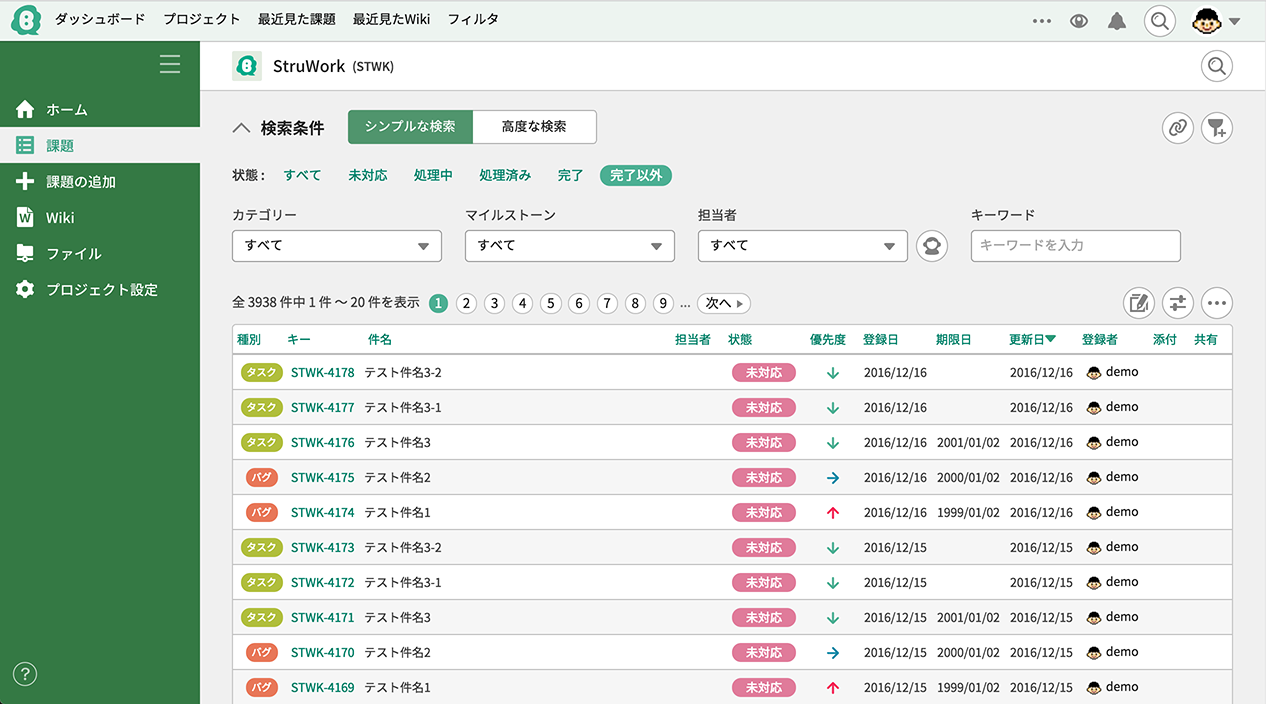 ダッシュボード プロジェクト 最近見た課題 最近見たWiki フィルタ
StruWork (STWK)
ホーム
課題
課題の追加
Wiki
ファイル
プロジェクト設定
検索条件 シンプルな検索 高度な検索
状態： すべて 未対応 処理中 処理済み 完了 完了以外
カテゴリー マイルストーン 担当者 キーワード
すべて すべて すべて キーワードを入力
全 3938 件中 1 件 〜 20 件を表示 1 2 3 4 5 6 7 8 9 ... 次へ
種別 キー 件名 担当者 状態 優先度 登録日 期限日 更新日 登録者 添付 共有
タスク STWK-4178 テスト件名3-2 未対応 ↓ 2016/12/16 2016/12/16 demo
タスク STWK-4177 テスト件名3-1 未対応 ↓ 2016/12/16 2016/12/16 demo
タスク STWK-4176 テスト件名3 未対応 ↓ 2016/12/16 2001/01/02 2016/12/16 demo
バグ STWK-4175 テスト件名2 未対応 → 2016/12/16 2000/01/02 2016/12/16 demo
バグ STWK-4174 テスト件名1 未対応 ↑ 2016/12/16 1999/01/02 2016/12/16 demo
タスク STWK-4173 テスト件名3-2 未対応 ↓ 2016/12/15 2016/12/15 demo
タスク STWK-4172 テスト件名3-1 未対応 ↓ 2016/12/15 2016/12/15 demo
タスク STWK-4171 テスト件名3 未対応 ↓ 2016/12/15 2001/01/02 2016/12/15 demo
バグ STWK-4170 テスト件名2 未対応 → 2016/12/15 2000/01/02 2016/12/15 demo
バグ STWK-4169 テスト件名1 未対応 ↑ 2016/12/15 1999/01/02 2016/12/15 demo
?